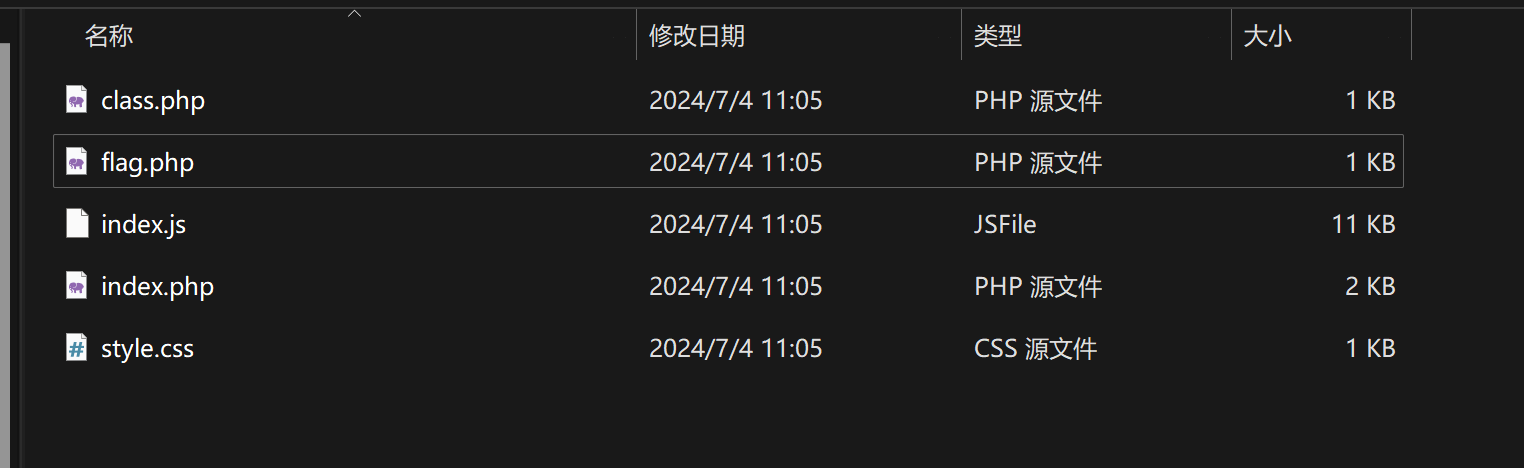 名称 修改日期 类型 大小
class.php 2024/7/4 11:05 PHP 源文件 1 KB
flag.php 2024/7/4 11:05 PHP 源文件 1 KB
index.js 2024/7/4 11:05 JSFile 11 KB
index.php 2024/7/4 11:05 PHP 源文件 2 KB
style.css 2024/7/4 11:05 CSS 源文件 1 KB